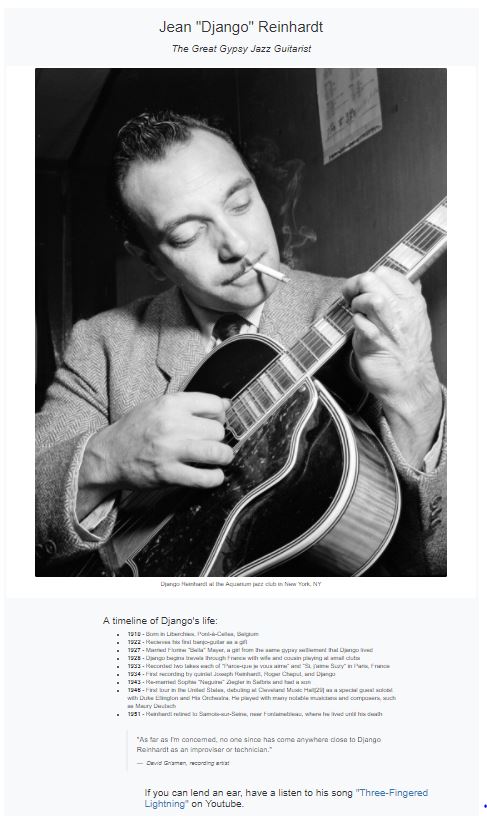 Jean "Django" Reinhardt
The Great Gypsy Jazz Guitarist
Django Reinhardt at the Aquarium jazz club in New York, NY
A timeline of Django's life:
1910 - Born in Liberchies, Pont-à-Celles, Belgium
1922 - Recieves his first banjo-guitar as a gift
1927 - Married Florine "Bella" Mayer, a girl from the same gypsy settlement that Django lived
1928 - Django begins travels through France with wife and cousin playing at small clubs
1933 - Recorded two takes each of "Parce-que je vous aime" and "Si, j'aime Suzy" in Paris, France
1934 - First recording by quintet Joseph Reinhardt, Roger Chaput, and Django
1943 - Re-married Sophie "Naguine" Ziegler in Salbris and had a son
1946 - First tour in the United States, debuting at Cleveland Music Hall[29] as a special guest soloist
with Duke Ellington and His Orchestra. He played with many notable musicians and composers, such
as Maury Deutsch
1951 - Reinhardt retired to Samois-sur-Seine, near Fontainebleau, where he lived until his death
"As far as I'm concerned, no one since has come anywhere close to Django
Reinhardt as an improviser or technician."
— David Grisman, recording artist
If you can lend an ear, have a listen to his song "Three-Fingered
Lightning" on Youtube.